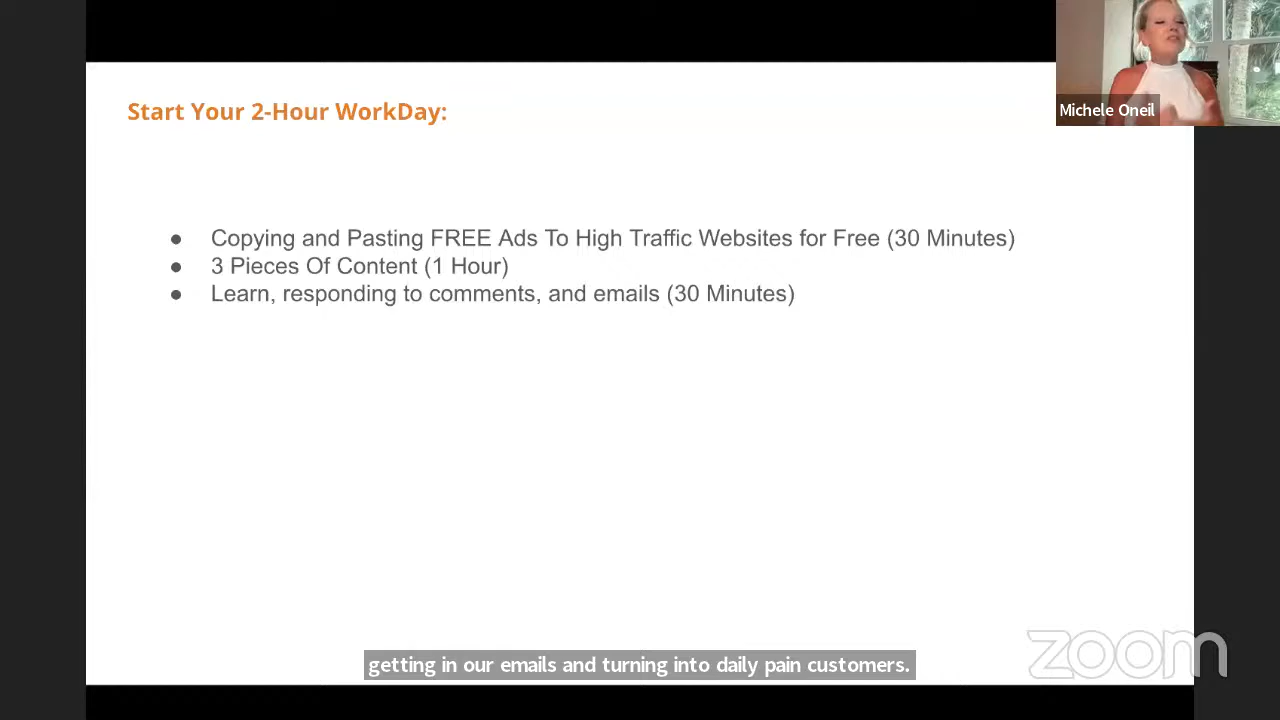 Start Your 2-Hour WorkDay:
Michele Oneil
● Copying and Pasting FREE Ads To High Traffic Websites for Free (30 Minutes)
● 3 Pieces Of Content (1 Hour)
● Learn, responding to comments, and emails (30 Minutes)
getting in our emails and turning into daily pain customers.
zoom